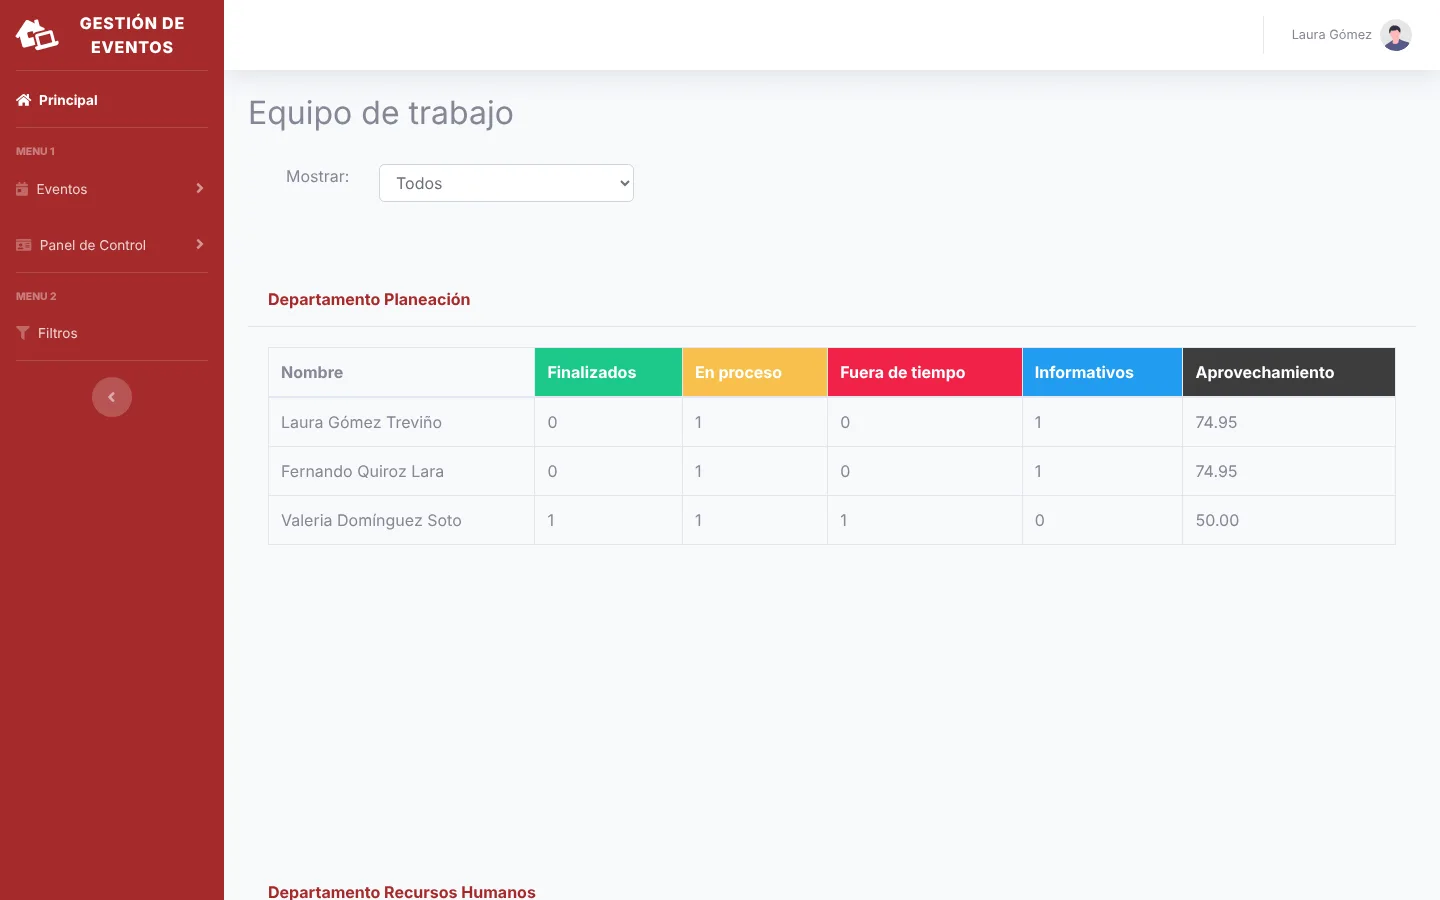 GESTIÓN DE
EVENTOS
Principal
MENU 1
Eventos
Panel de Control
MENU 2
Filtros
Laura Gómez
Equipo de trabajo
Mostrar: Todos
Departamento Planeación
Nombre Finalizados En proceso Fuera de tiempo Informativos Aprovechamiento
Laura Gómez Treviño 0 1 0 1 74.95
Fernando Quiroz Lara 0 1 0 1 74.95
Valeria Domínguez Soto 1 1 1 0 50.00
Departamento Recursos Humanos